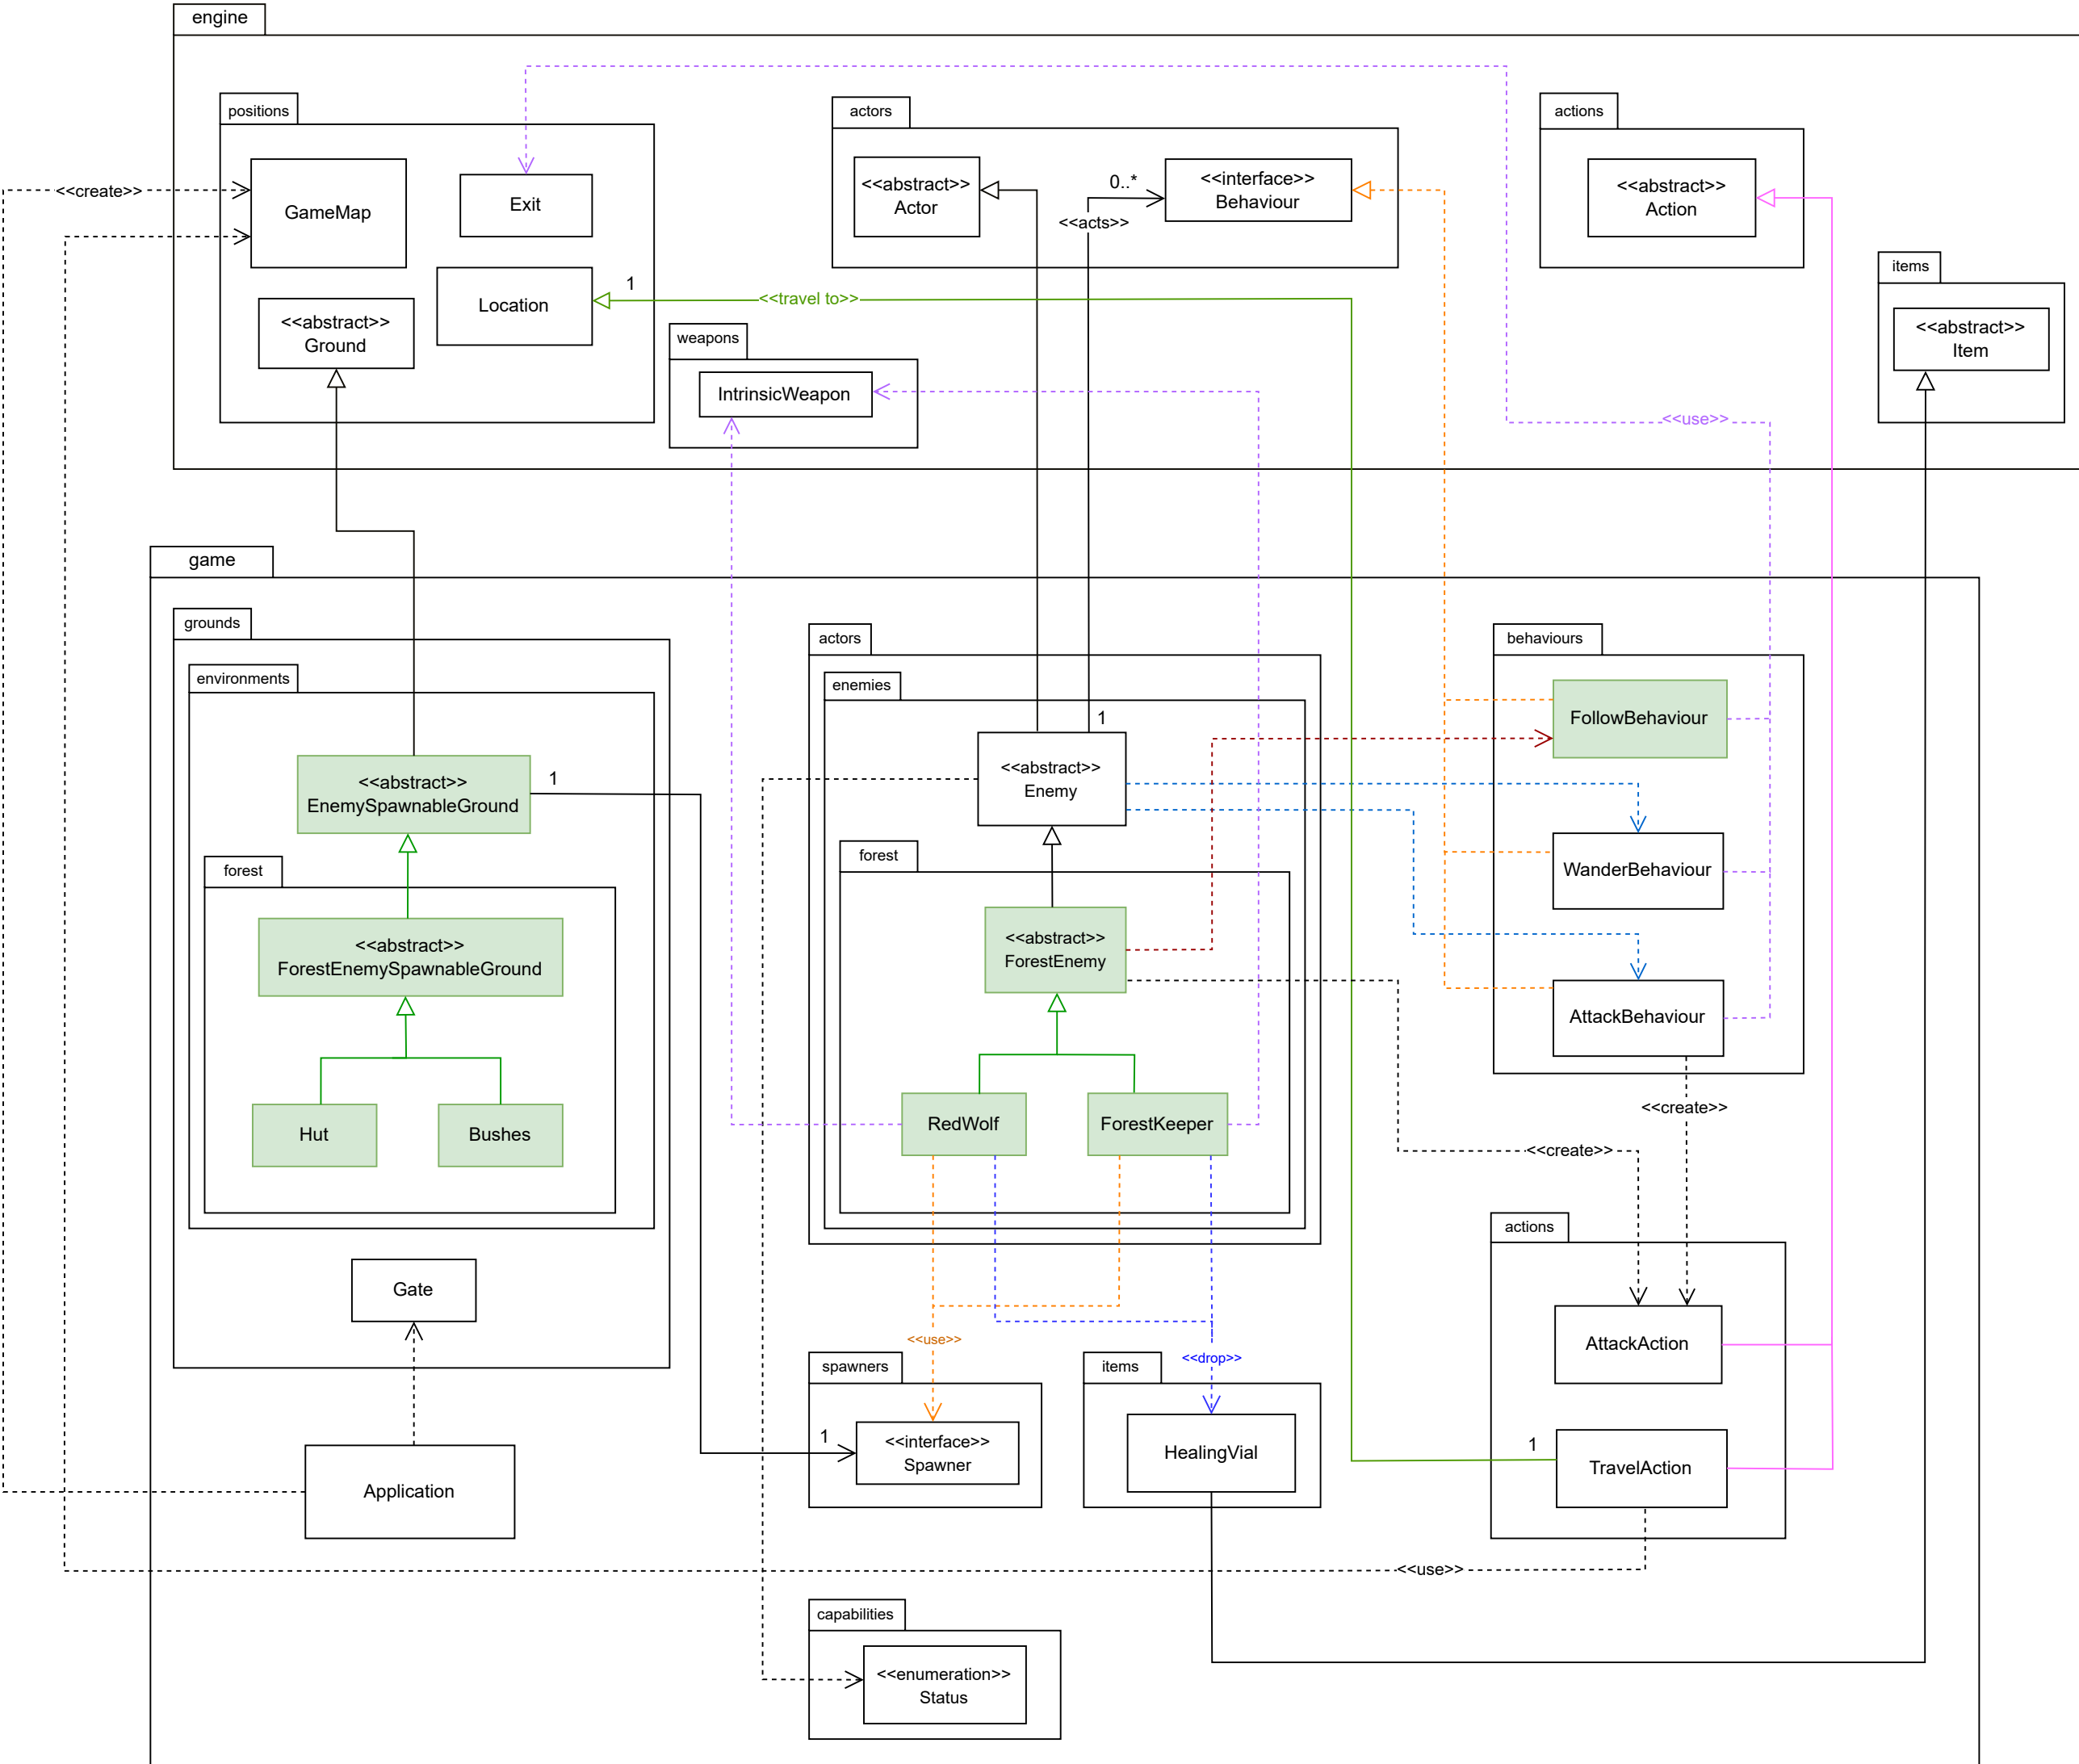 engine
positions
GameMap
Exit
Location
<<abstract>>
Ground
<<create>>
actors
<<abstract>>
Actor
0..*
<<acts>>
<<interface>>
Behaviour
actions
<<abstract>>
Action
items
<<abstract>>
Item
1
<<travel to>>
weapons
IntrinsicWeapon
<<use>>
game
grounds
environments
<<abstract>>
EnemySpawnableGround
1
forest
<<abstract>>
ForestEnemySpawnableGround
Hut
Bushes
Gate
Application
actors
enemies
1
<<abstract>>
Enemy
forest
<<abstract>>
ForestEnemy
RedWolf
ForestKeeper
behaviours
FollowBehaviour
WanderBehaviour
AttackBehaviour
<<create>>
<<create>>
actions
AttackAction
1
TravelAction
<<use>>
<<drop>>
spawners
1
<<interface>>
Spawner
items
HealingVial
<<use>>
capabilities
<<enumeration>>
Status